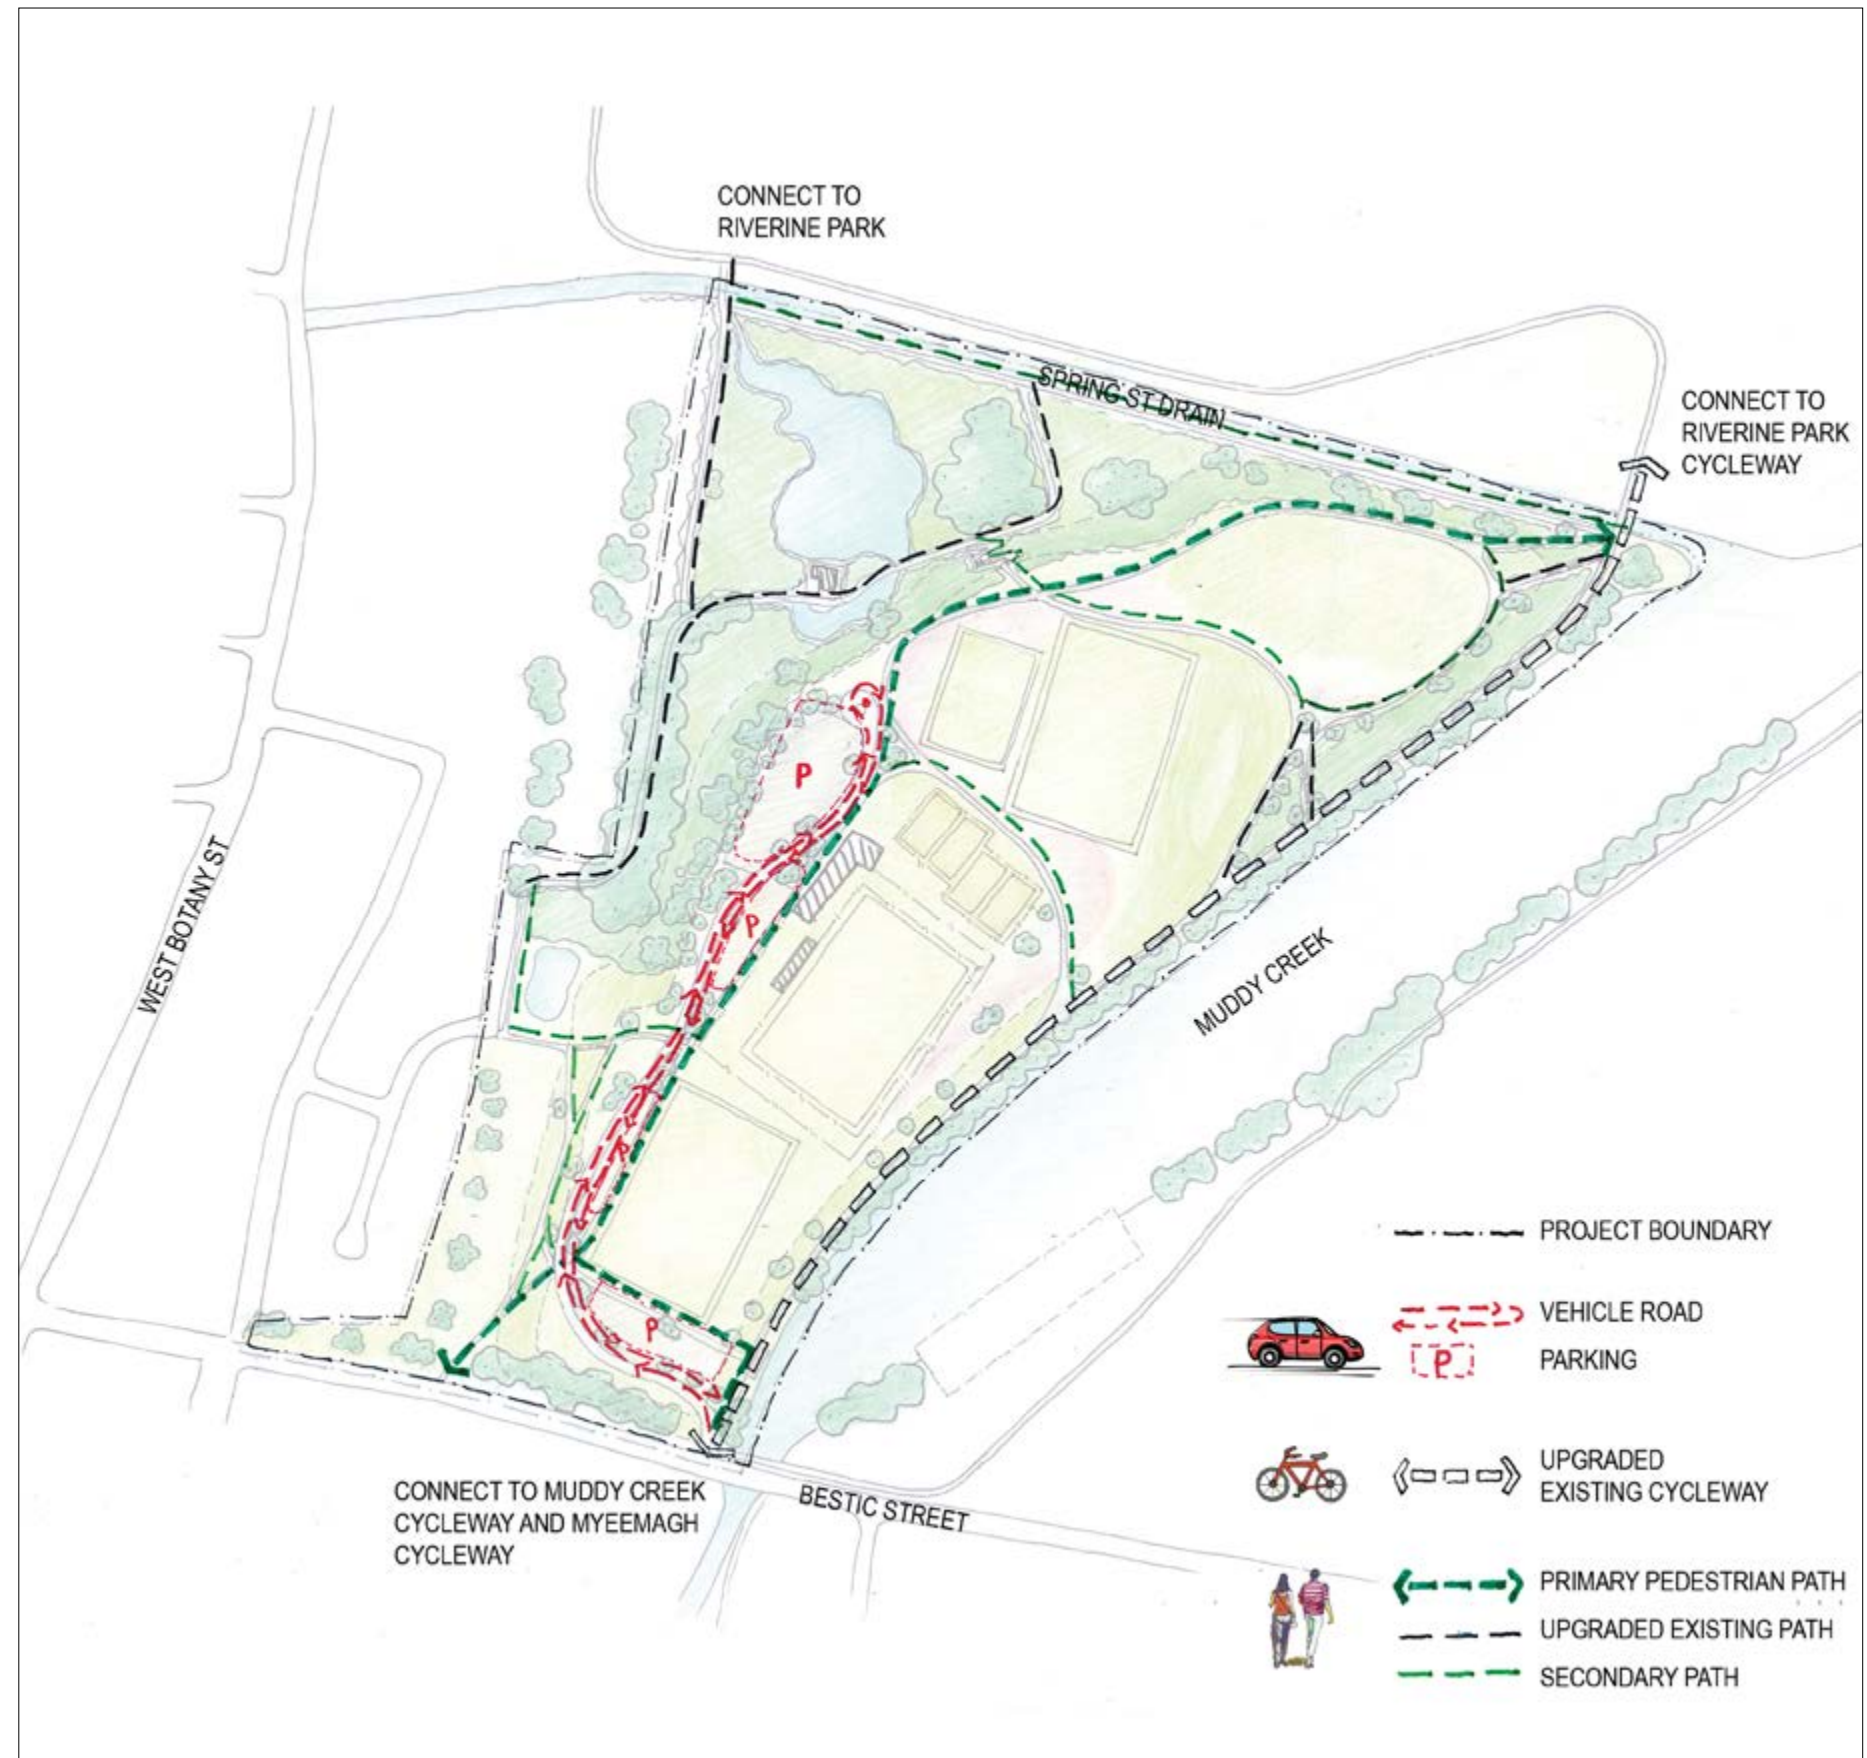 CONNECT TO
RIVERINE PARK
SPRING ST DRAIN
CONNECT TO
RIVERINE PARK
CYCLEWAY
P
P
WEST BOTANY ST
MUDDY CREEK
P
P
CONNECT TO MUDDY CREEK
CYCLEWAY AND MYEEMAGH
CYCLEWAY
BESTIC STREET
PROJECT BOUNDARY
VEHICLE ROAD
P
PARKING
UPGRADED
EXISTING CYCLEWAY
PRIMARY PEDESTRIAN PATH
UPGRADED EXISTING PATH
SECONDARY PATH